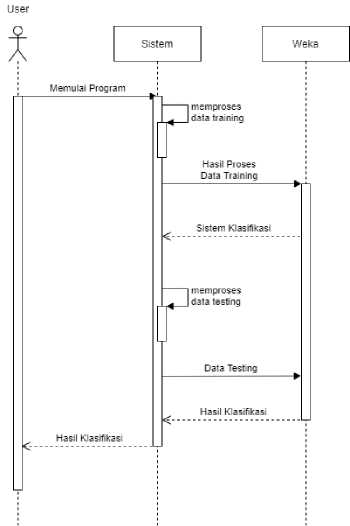 User
Sistem
Weka
Memulai Program
memproses
data training
Hasil Proses
Data Training
Sistem Klasifikasi
memproses
data testing
Data Testing
Hasil Klasifikasi
Hasil Klasifikasi